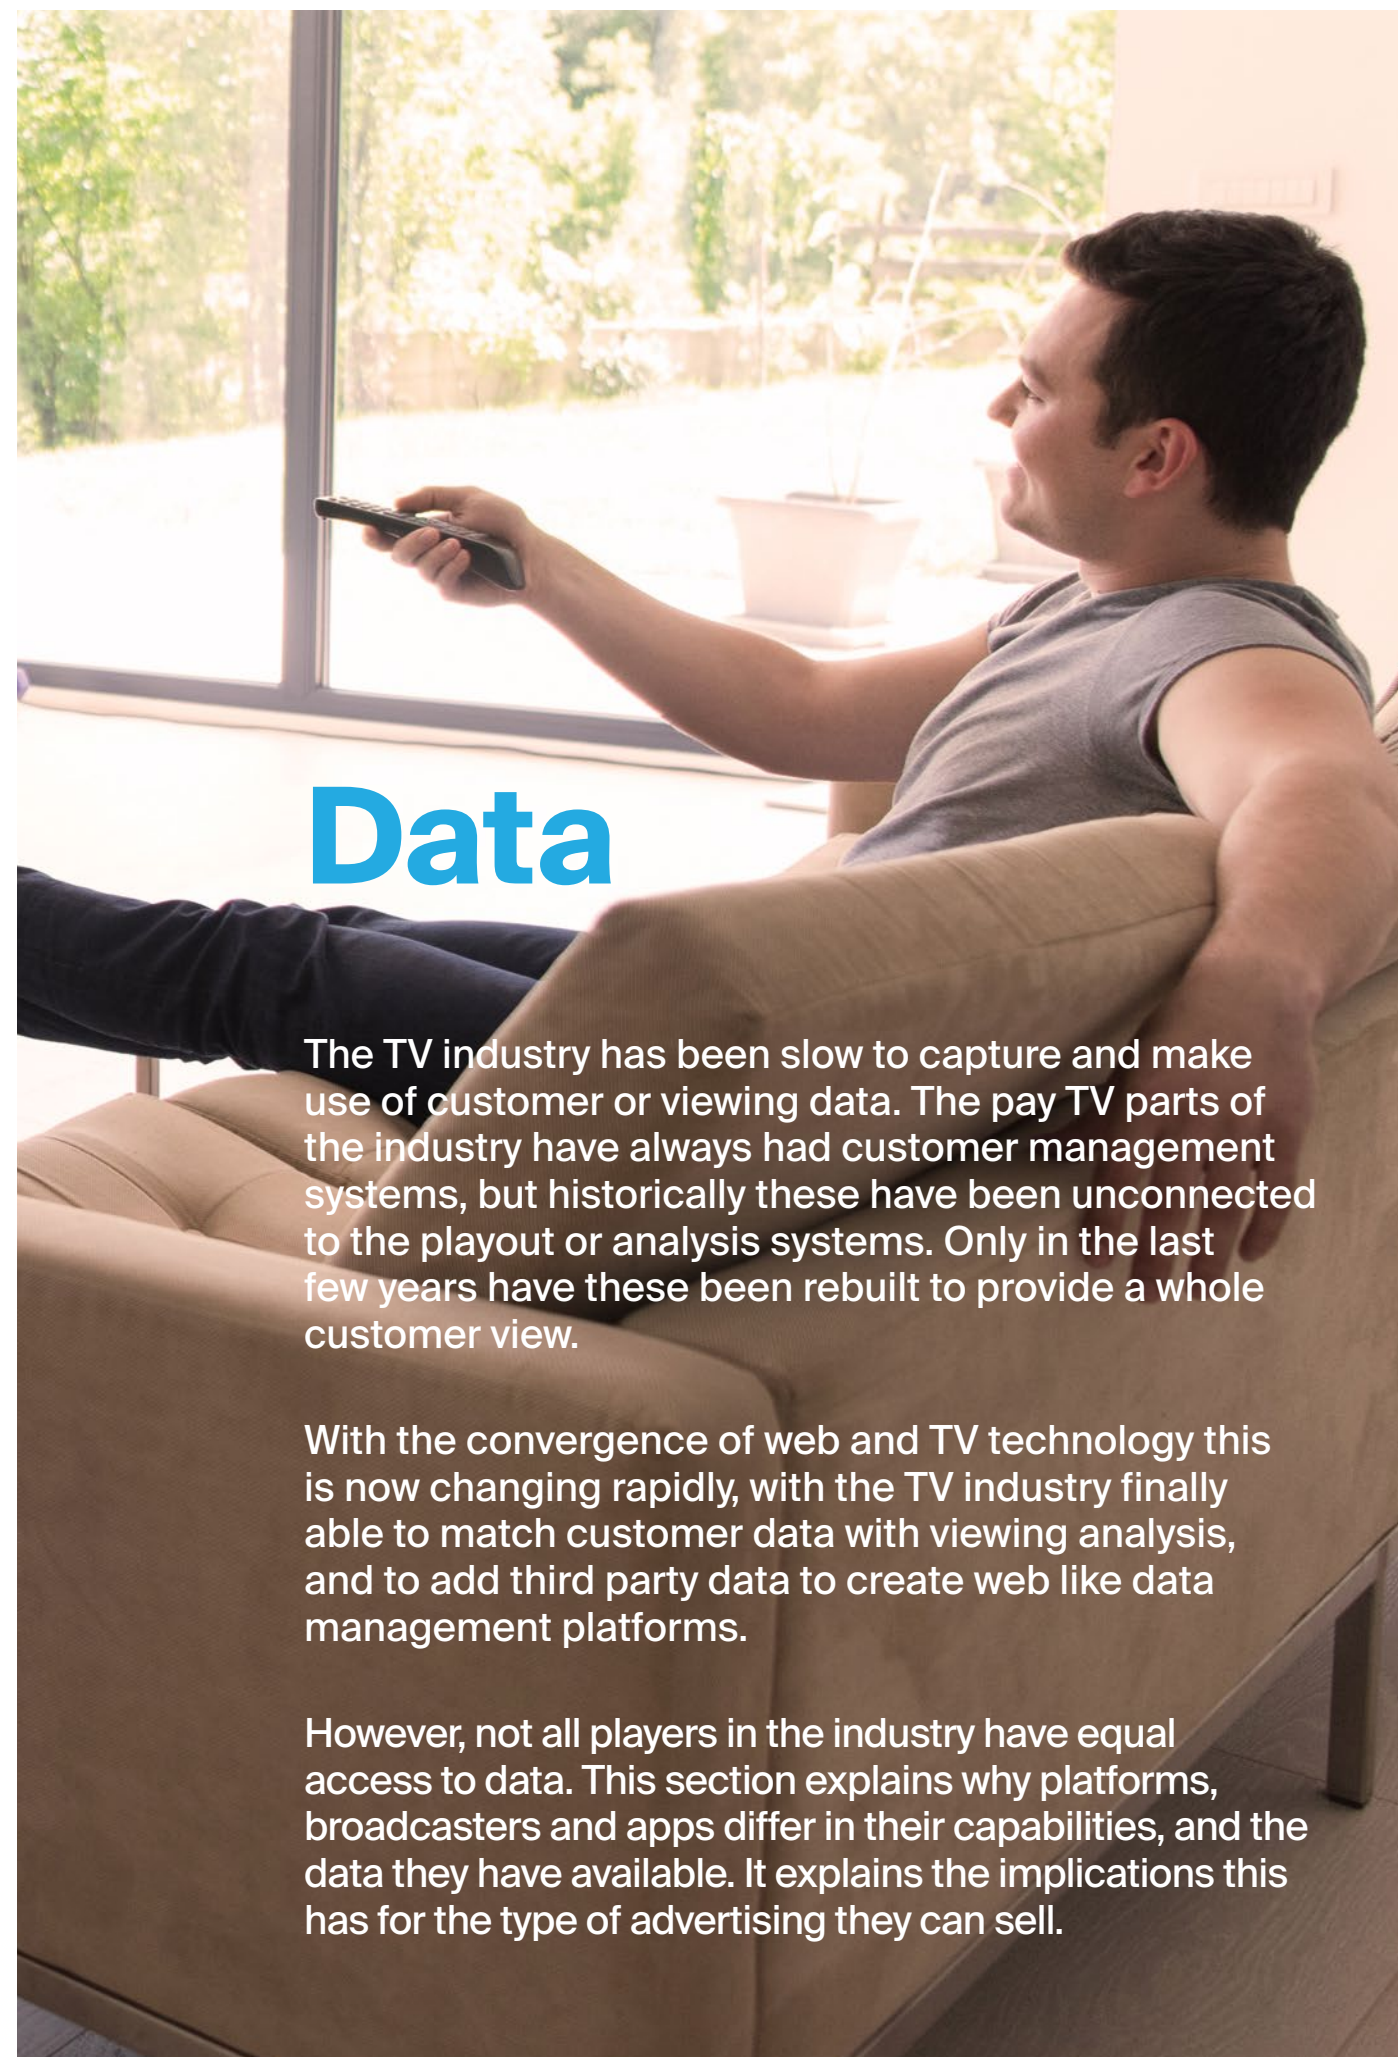 Data
The TV industry has been slow to capture and make
use of customer or viewing data. The pay TV parts of
the industry have always had customer management
systems, but historically these have been unconnected
to the playout or analysis systems. Only in the last
few years have these been rebuilt to provide a whole
customer view.
With the convergence of web and TV technology this
is now changing rapidly, with the TV industry finally
able to match customer data with viewing analysis,
and to add third party data to create web like data
management platforms.
However, not all players in the industry have equal
access to data. This section explains why platforms,
broadcasters and apps differ in their capabilities, and the
data they have available. It explains the implications this
has for the type of advertising they can sell.